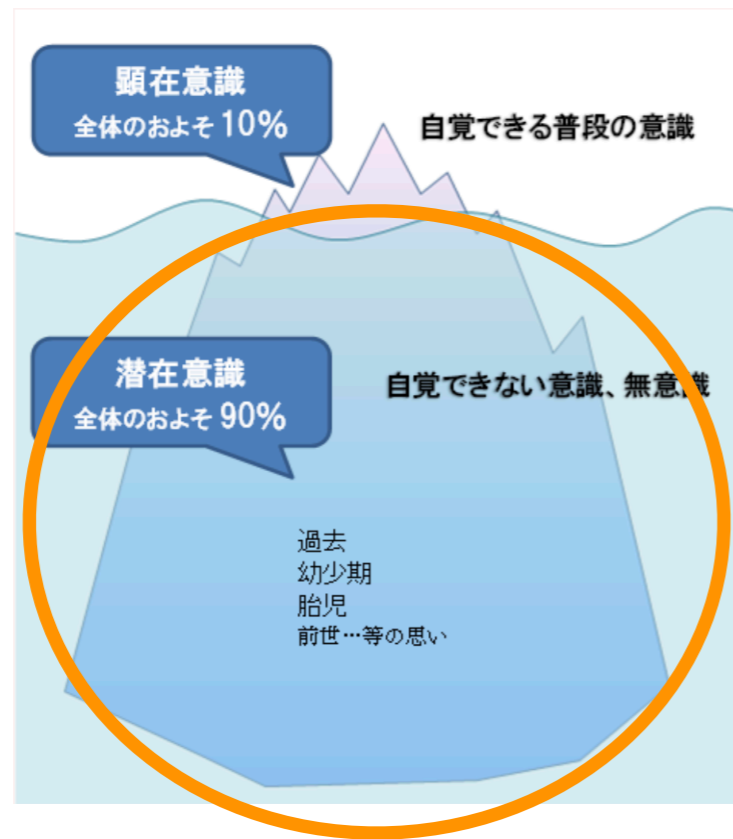 顕在意識
全体のおよそ 10%
自覚できる普段の意識
潜在意識
全体のおよそ 90%
自覚できない意識、無意識
過去
幼少期
胎児
前世…等の思い